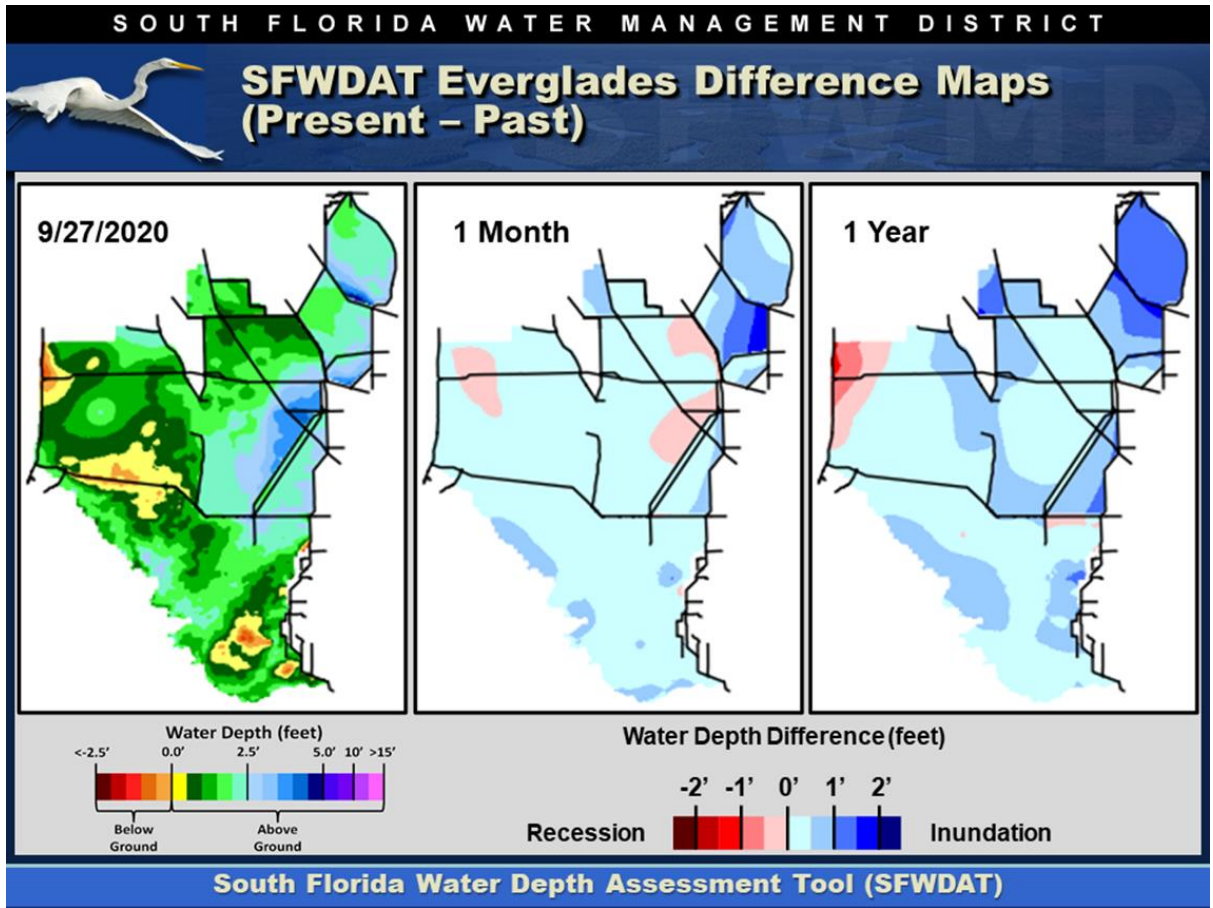 SOUTH FLORIDA WATER MANAGEMENT DISTRICT
SFWDAT Everglades Difference Maps
(Present – Past)
SFWMD
9/27/2020
1 Month
1 Year
Water Depth (feet)
<-2.5' 0.0' 2.5' 5.0' 10' >15'
Below
Ground
Above
Ground
Water Depth Difference (feet)
-2' -1' 0' 1' 2'
Recession
Inundation
South Florida Water Depth Assessment Tool (SFWDAT)